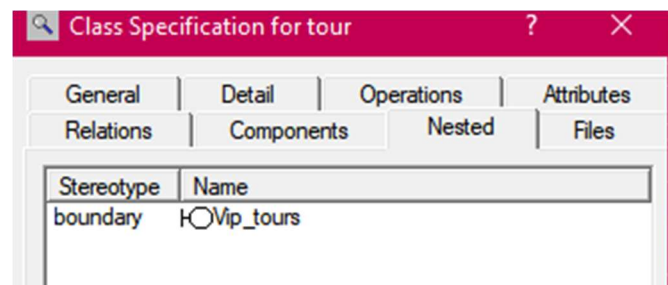 Class Specification for tour ? X
General Detail Operations Attributes
Relations Components Nested Files
Stereotype Name
boundary Vip_tours